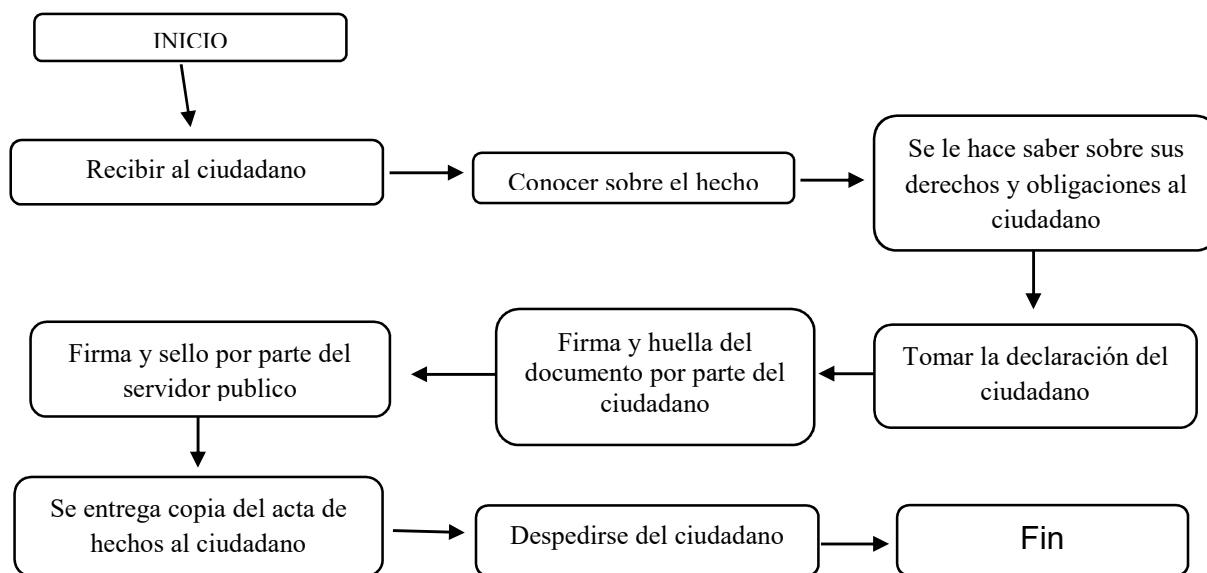 INICIO
Recibir al ciudadano
Conocer sobre el hecho
Se le hace saber sobre sus
derechos y obligaciones al
ciudadano
Tomar la declaración del
ciudadano
Firma y huella del
documento por parte del
ciudadano
Firma y sello por parte del
servidor publico
Se entrega copia del acta de
hechos al ciudadano
Despedirse del ciudadano
Fin